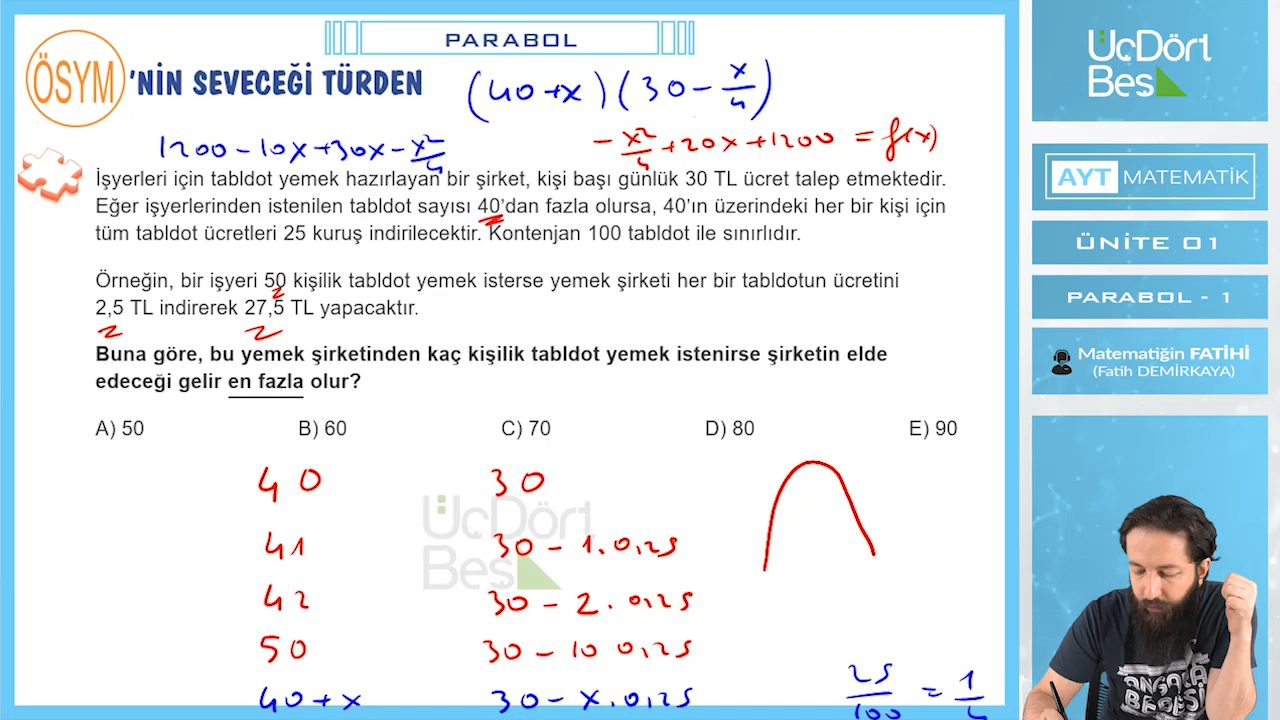 PARABOL
ÖSYM'NİN SEVECEĞİ TÜRDEN
(40+x)(30-x/4)
1200-10x+30x-x²/4
-x²/4+20x+1200=f(x)
İşyerleri için tabldot yemek hazırlayan bir şirket, kişi başı günlük 30 TL ücret talep etmektedir.
Eğer işyerlerinden istenilen tabldot sayısı 40'dan fazla olursa, 40'ın üzerindeki her bir kişi için
tüm tabldot ücretleri 25 kuruş indirilecektir. Kontenjan 100 tabldot ile sınırlıdır.
Örneğin, bir işyeri 50 kişilik tabldot yemek isterse yemek şirketi her bir tabldotun ücretini
2,5 TL indirerek 27,5 TL yapacaktır.
Buna göre, bu yemek şirketinden kaç kişilik tabldot yemek istenirse şirketin elde
edeceği gelir en fazla olur?
A) 50 B) 60 C) 70 D) 80 E) 90
40 30
41 30-1.0,25
42 30-2.0,25
50 30-10 0,25
40+x 30-x.0,25
25/100=1/4
ÜçDört
Beş
ÜçDört
Beş
AYT MATEMATİK
ÜNİTE 01
PARABOL - 1
Matematiğin FATİHİ
(Fatih DEMİRKAYA)